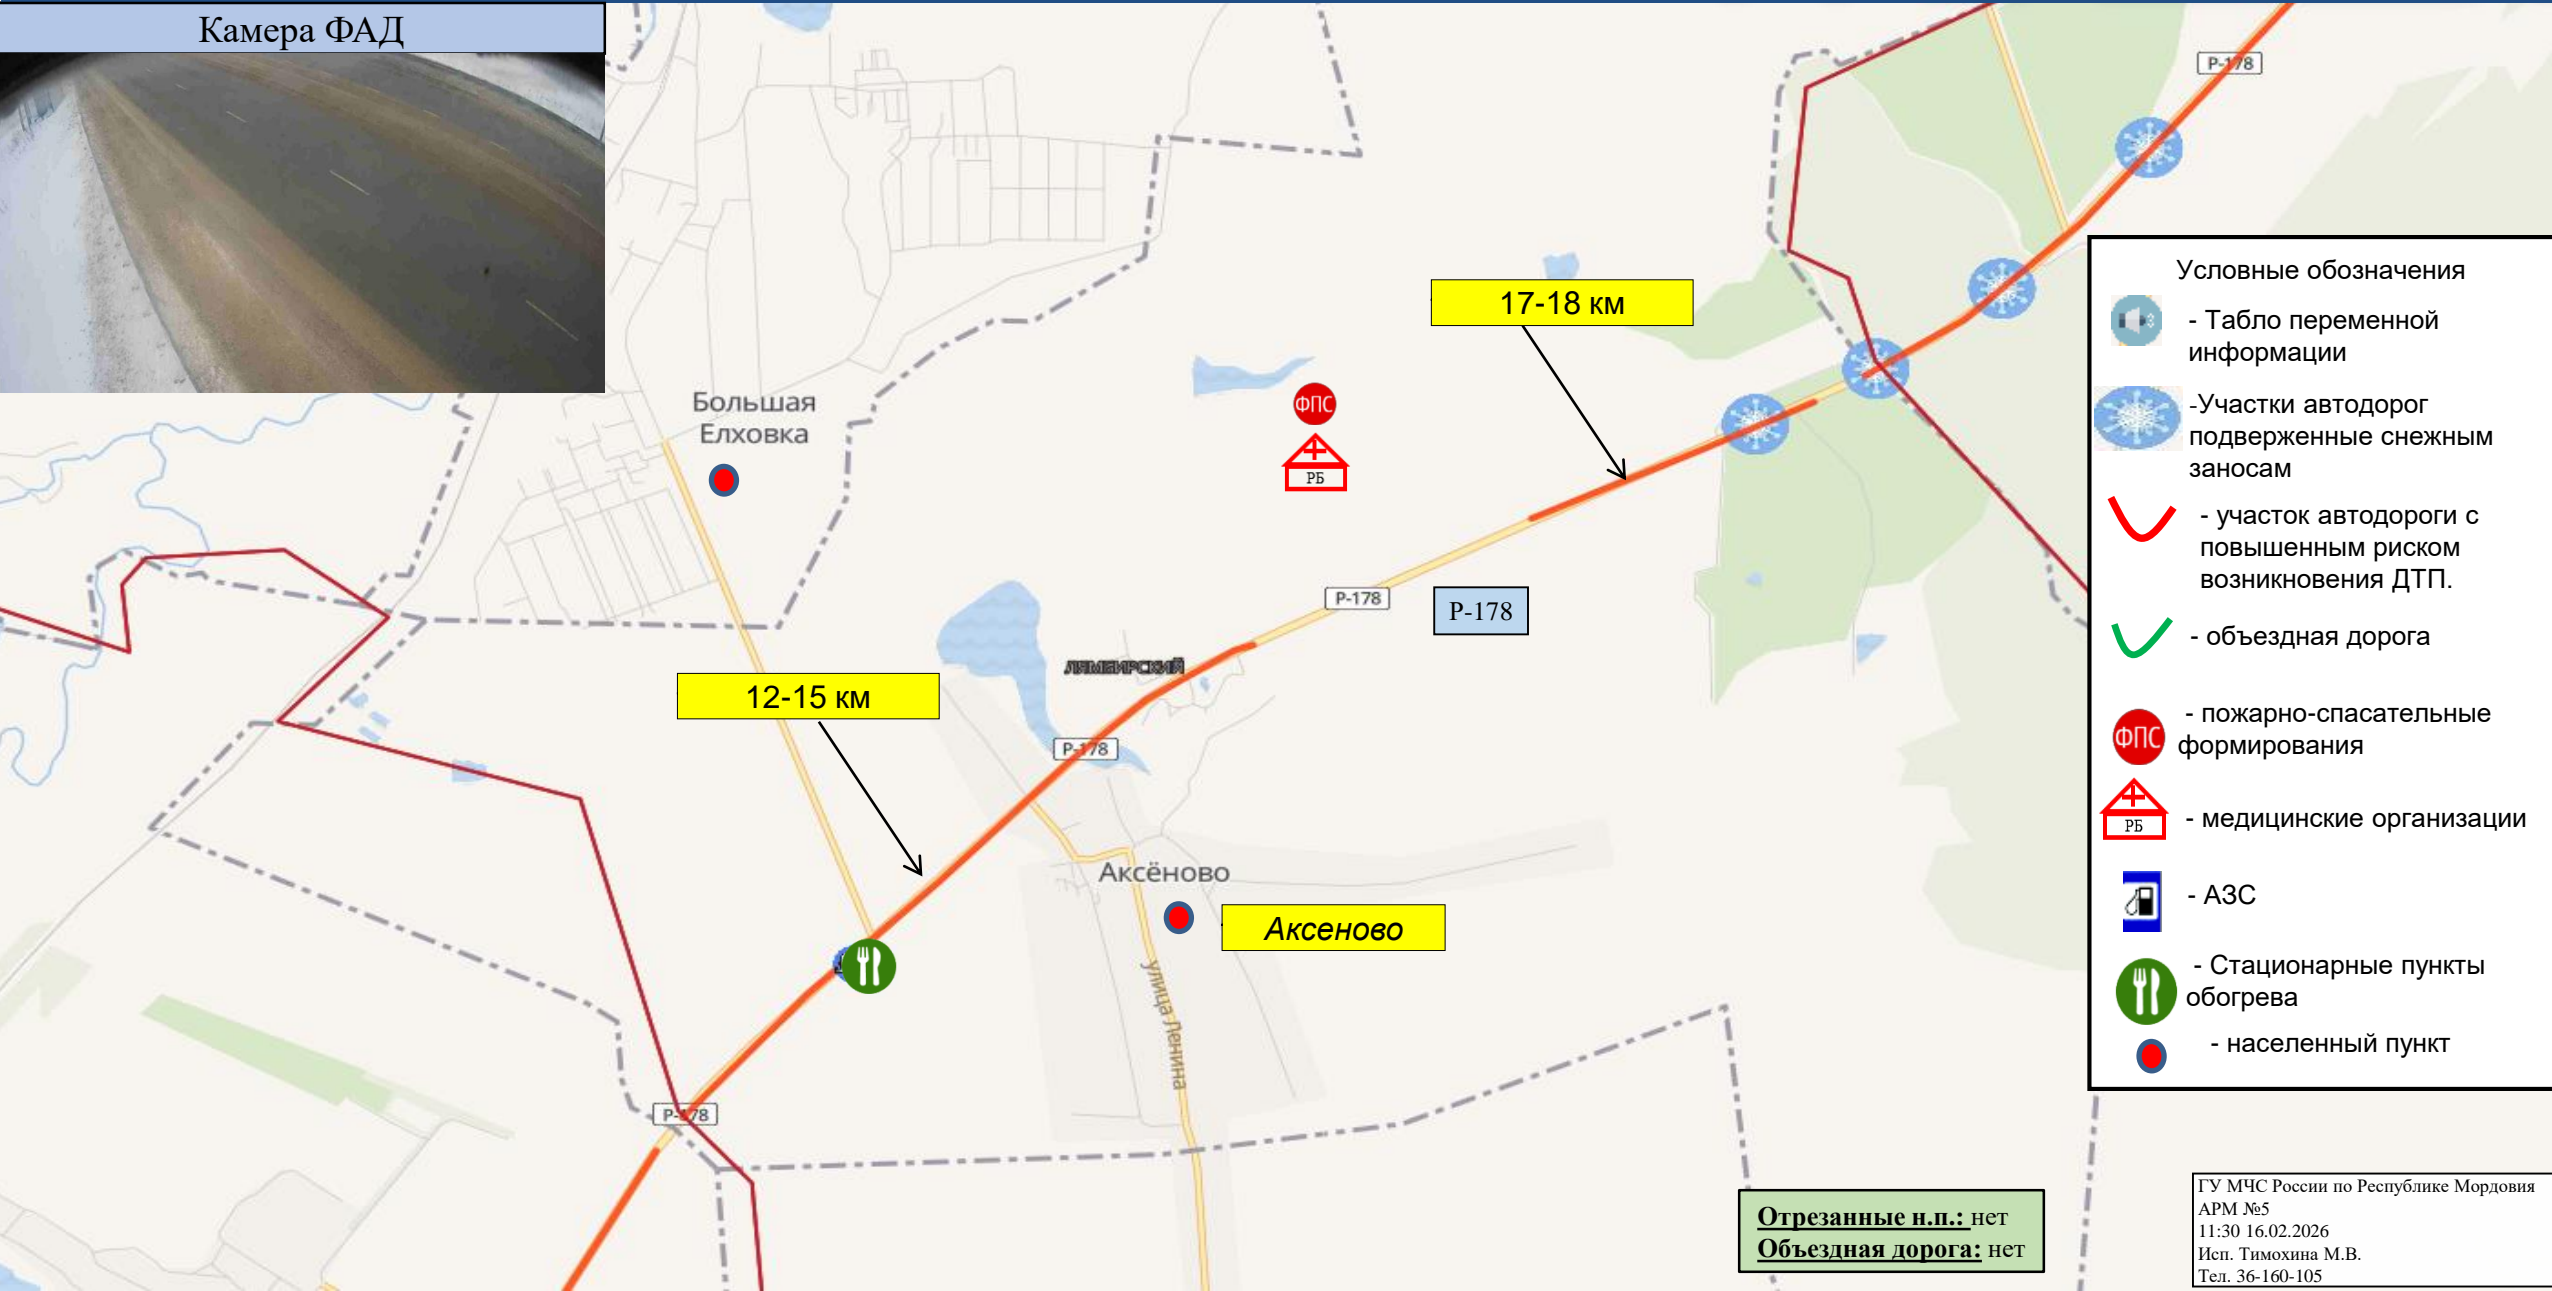 Камера ФАД
Р-178
17-18 км
Большая
Елховка
ФПС
РБ
Р-178
Р-178
ЛЯМБИРСКИЙ
12-15 км
Р-178
Аксёново
Аксеново
улица Ленина
Р-178
Условные обозначения
- Табло переменной
информации
-Участки автодорог
подверженные снежным
заносам
- участок автодороги с
повышенным риском
возникновения ДТП.
- объездная дорога
ФПС
- пожарно-спасательные
формирования
РБ
- медицинские организации
- АЗС
- Стационарные пункты
обогрева
- населенный пункт
Отрезанные н.п.: нет
Объездная дорога: нет
ГУ МЧС России по Республике Мордовия
АРМ №5
11:30 16.02.2026
Исп. Тимохина М.В.
Тел. 36-160-105